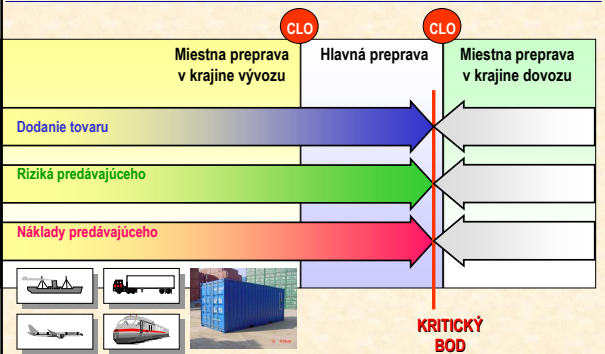 CLO
CLO
Miestna preprava
v krajine vývozu
Hlavná preprava
Miestna preprava
v krajine dovozu
Dodanie tovaru
Riziká predávajúceho
Náklady predávajúceho
KRITICKÝ
BOD